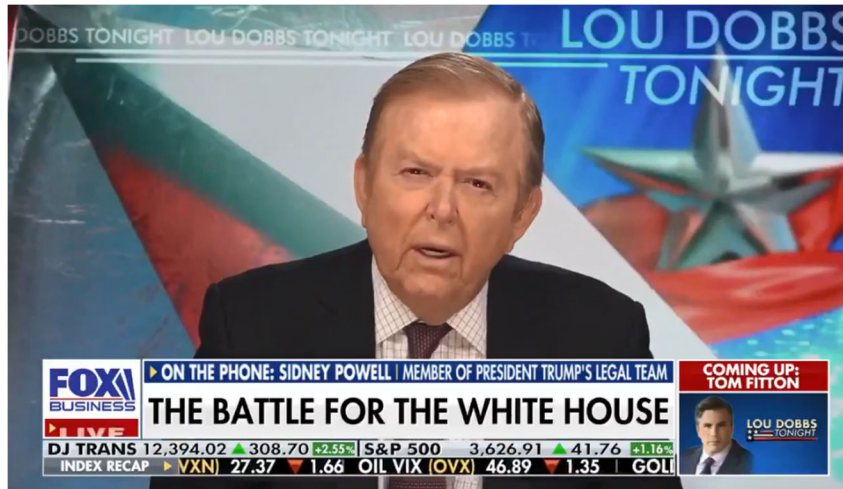 DOBBS TONIGHT LOU DOBBS TONIGHT LOU DOBBS T
LOU DOBBS
TONIGHT
FOX
BUSINESS
LIVE
ON THE PHONE: SIDNEY POWELL | MEMBER OF PRESIDENT TRUMP'S LEGAL TEAM
THE BATTLE FOR THE WHITE HOUSE
COMING UP:
TOM FITTON
LOU DOBBS
TONIGHT
DJ TRANS 12,394.02 ▲ 308.70 +2.55% S&P 500 3,626.91 ▲ 41.76 +1.16%
INDEX RECAP VXN) 27.37 ▼ 1.66 OIL VIX (OVX) 46.89 ▼ 1.35 GOL